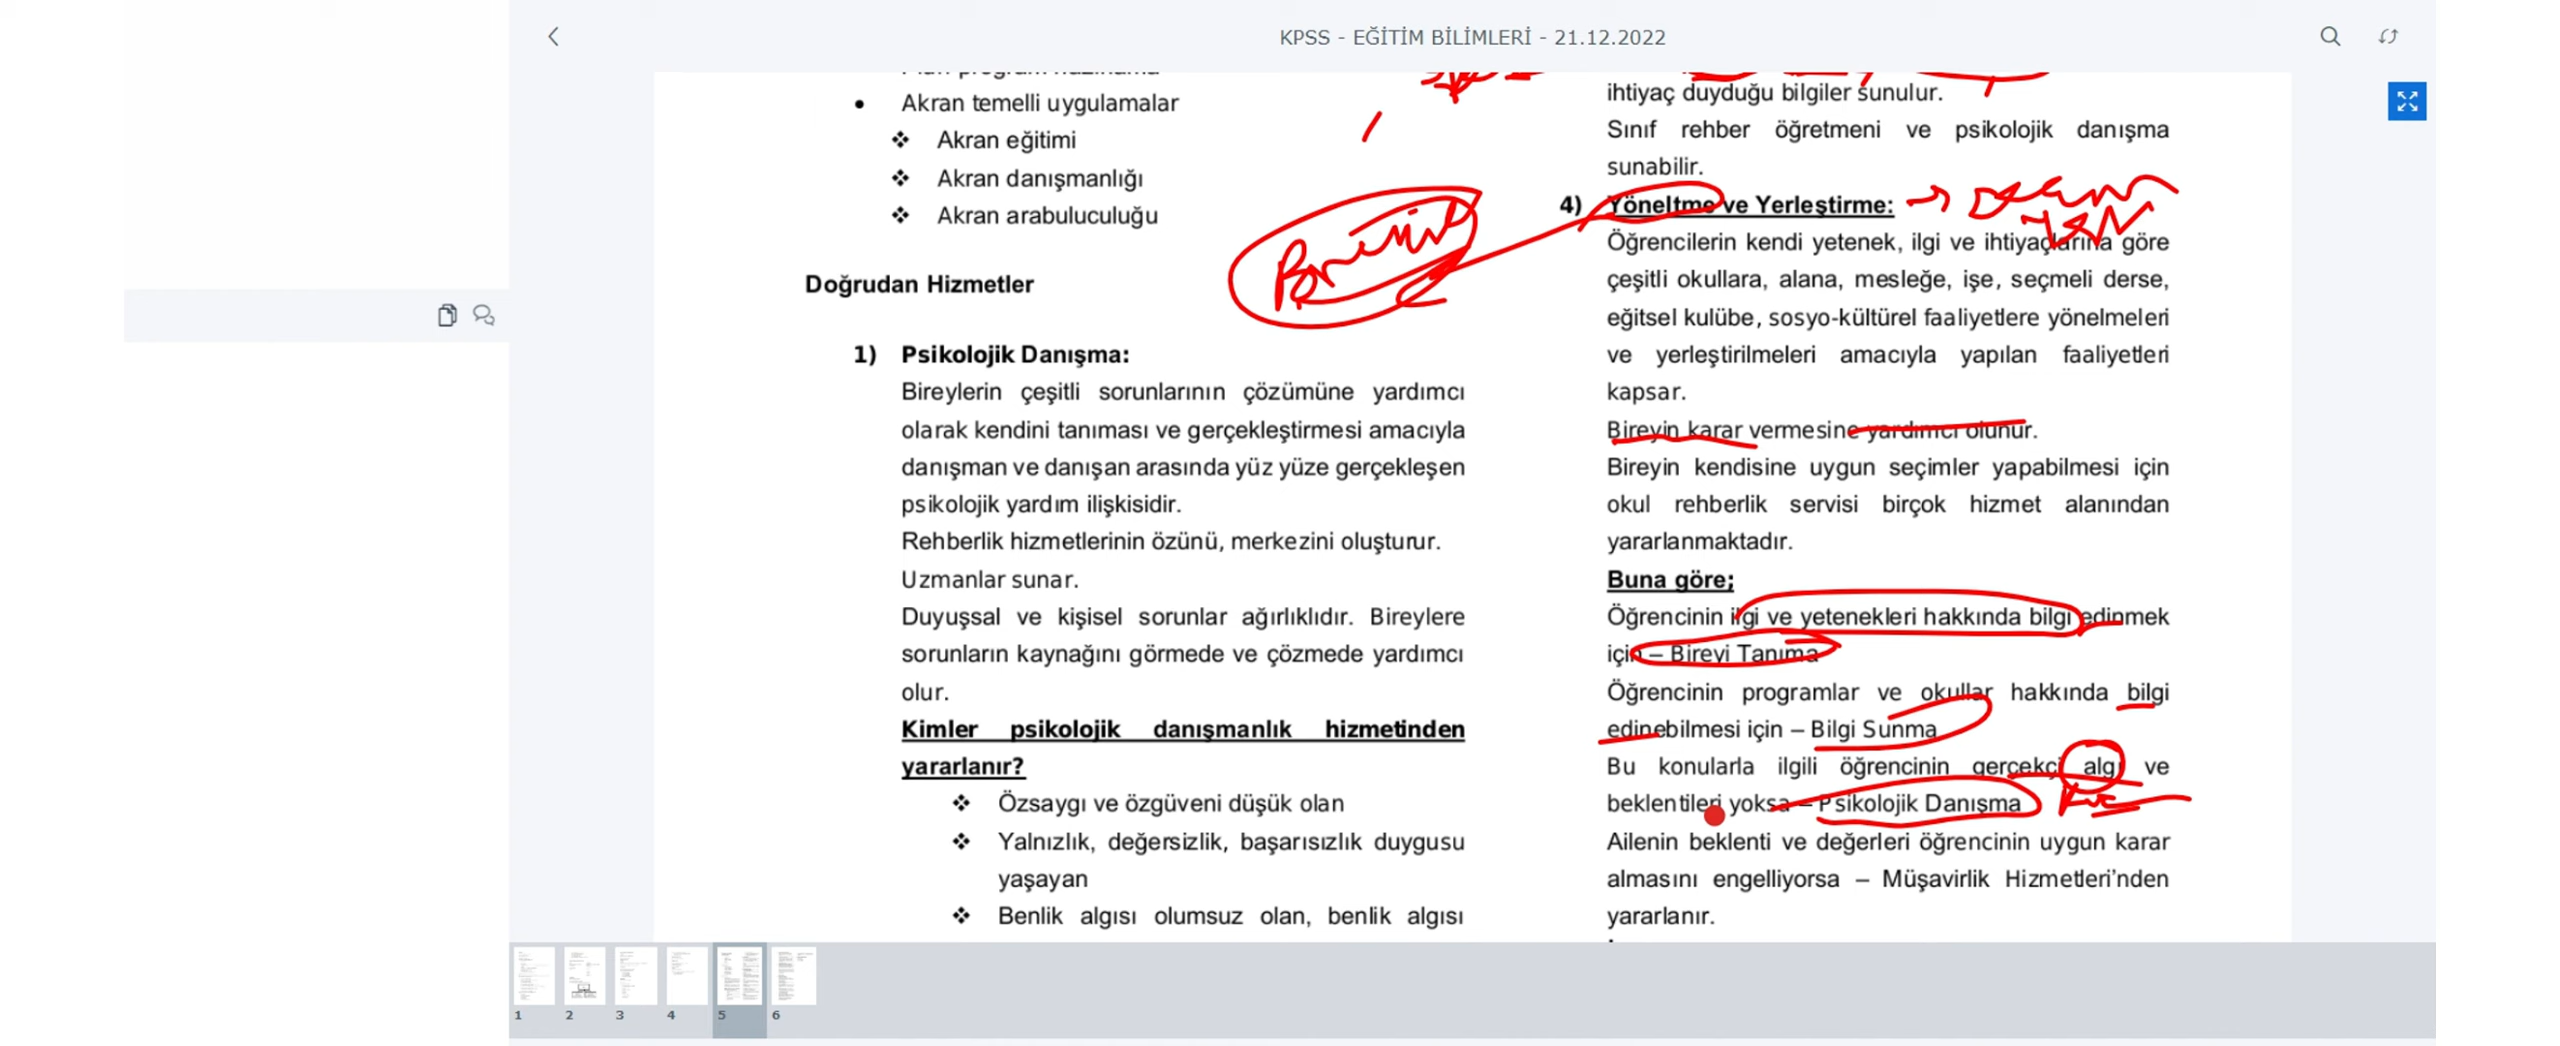 KPSS - EĞİTİM BİLİMLERİ - 21.12.2022
Akran temelli uygulamalar
Akran eğitimi
Akran danışmanlığı
Akran arabuluculuğu
Doğrudan Hizmetler
1) Psikolojik Danışma:
Bireylerin çeşitli sorunlarının çözümüne yardımcı
olarak kendini tanıması ve gerçekleştirmesi amacıyla
danışman ve danışan arasında yüz yüze gerçekleşen
psikolojik yardım ilişkisidir.
Rehberlik hizmetlerinin özünü, merkezini oluşturur.
Uzmanlar sunar.
Duyuşsal ve kişisel sorunlar ağırlıklıdır. Bireylere
sorunların kaynağını görmede ve çözmede yardımcı
olur.
Kimler psikolojik danışmanlık hizmetinden
yararlanır?
Özsaygı ve özgüveni düşük olan
Yalnızlık, değersizlik, başarısızlık duygusu
yaşayan
Benlik algısı olumsuz olan, benlik algısı
ihtiyaç duyduğu bilgiler sunulur.
Sınıf rehber öğretmeni ve psikolojik danışma
sunabilir.
4) Yöneltme ve Yerleştirme:
Öğrencilerin kendi yetenek, ilgi ve ihtiyaçlarına göre
çeşitli okullara, alana, mesleğe, işe, seçmeli derse,
eğitsel kulübe, sosyo-kültürel faaliyetlere yönelmeleri
ve yerleştirilmeleri amacıyla yapılan faaliyetleri
kapsar.
Bireyin karar vermesine yardımcı olunur.
Bireyin kendisine uygun seçimler yapabilmesi için
okul rehberlik servisi birçok hizmet alanından
yararlanmaktadır.
Buna göre;
Öğrencinin ilgi ve yetenekleri hakkında bilgi edinmek
için – Bireyi Tanıma
Öğrencinin programlar ve okullar hakkında bilgi
edinebilmesi için – Bilgi Sunma
Bu konularla ilgili öğrencinin gerçekçi algı ve
beklentileri yoksa – Psikolojik Danışma
Ailenin beklenti ve değerleri öğrencinin uygun karar
almasını engelliyorsa – Müşavirlik Hizmetleri’nden
yararlanır.
1 2 3 4 5 6